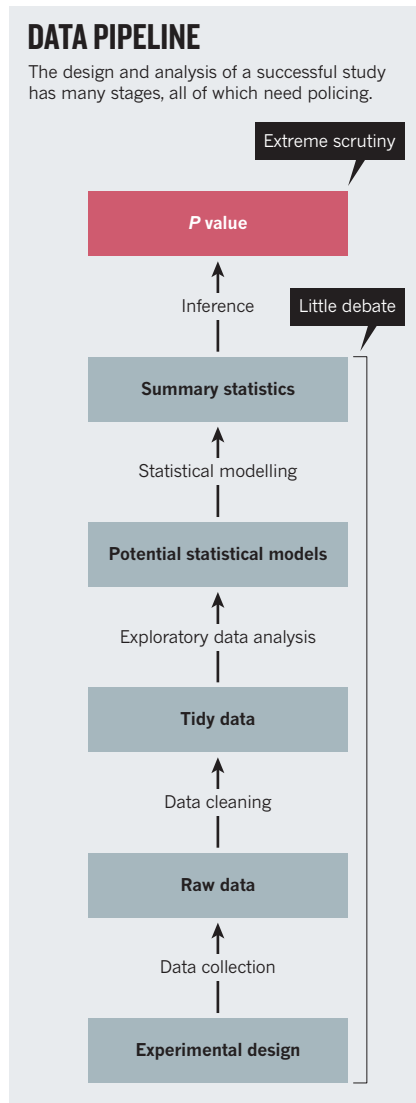 DATA PIPELINE
The design and analysis of a successful study
has many stages, all of which need policing.
Extreme scrutiny
P value
Inference
Little debate
Summary statistics
Statistical modelling
Potential statistical models
Exploratory data analysis
Tidy data
Data cleaning
Raw data
Data collection
Experimental design